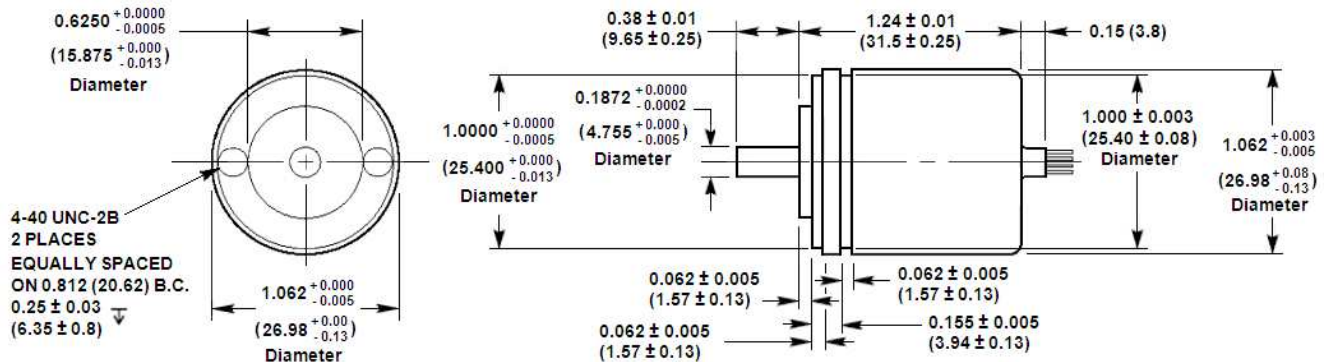 0.6250 +0.0000 -0.0005
(15.875 +0.000 -0.013)
Diameter
4-40 UNC-2B
2 PLACES
EQUALLY SPACED
ON 0.812 (20.62) B.C.
0.25 ± 0.03 ↧
(6.35 ± 0.8)
1.062 +0.000 -0.005
(26.98 +0.00 -0.13)
Diameter
1.0000 +0.0000 -0.0005
(25.400 +0.000 -0.013)
Diameter
0.38 ± 0.01
(9.65 ± 0.25)
1.24 ± 0.01
(31.5 ± 0.25)
0.15 (3.8)
0.1872 +0.0000 -0.0002
(4.755 +0.000 -0.005)
Diameter
1.000 ± 0.003
(25.40 ± 0.08)
Diameter
1.062 +0.003 -0.005
(26.98 +0.08 -0.13)
Diameter
0.062 ± 0.005
(1.57 ± 0.13)
0.062 ± 0.005
(1.57 ± 0.13)
0.062 ± 0.005
(1.57 ± 0.13)
0.155 ± 0.005
(3.94 ± 0.13)